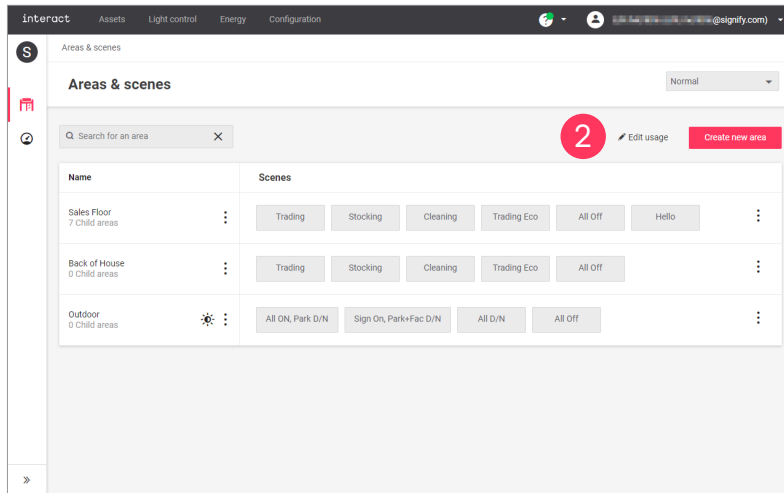 interact Assets Light control Energy Configuration ? @signify.com)
S Areas & scenes
Areas & scenes Normal
Search for an area 2 Edit usage Create new area
Name Scenes
Sales Floor
7 Child areas
Trading Stocking Cleaning Trading Eco All Off Hello
Back of House
0 Child areas
Trading Stocking Cleaning Trading Eco All Off
Outdoor
0 Child areas
All ON, Park D/N Sign On, Park+Fac D/N All D/N All Off